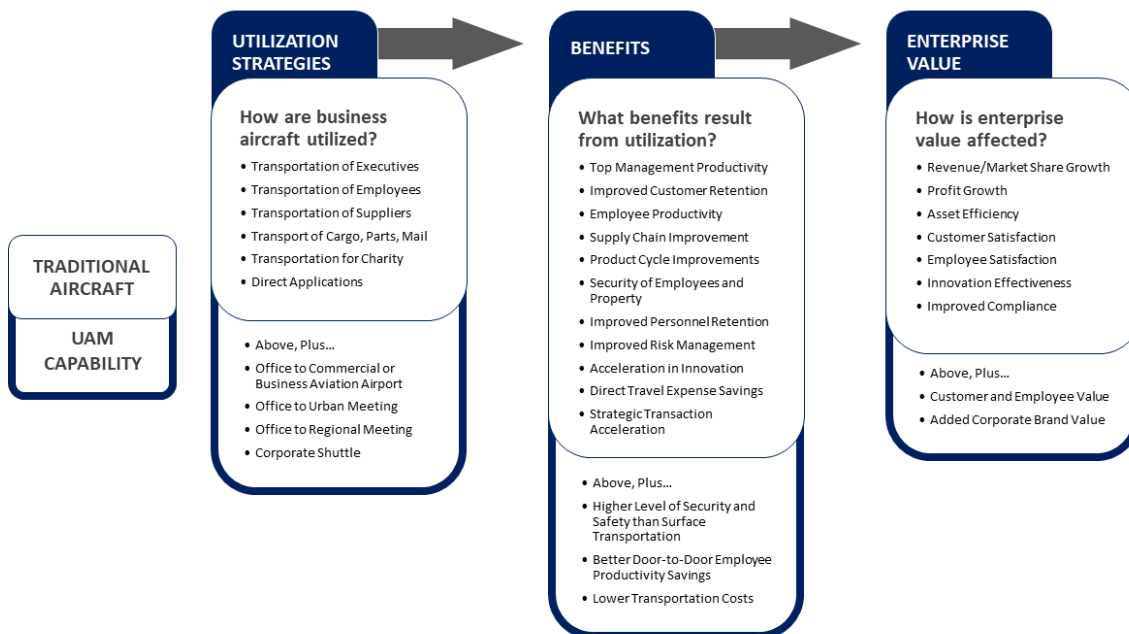 UTILIZATION
STRATEGIES
How are business
aircraft utilized?
• Transportation of Executives
• Transportation of Employees
• Transportation of Suppliers
• Transport of Cargo, Parts, Mail
• Transportation for Charity
• Direct Applications
• Above, Plus...
• Office to Commercial or
Business Aviation Airport
• Office to Urban Meeting
• Office to Regional Meeting
• Corporate Shuttle
BENEFITS
What benefits result
from utilization?
• Top Management Productivity
• Improved Customer Retention
• Employee Productivity
• Supply Chain Improvement
• Product Cycle Improvements
• Security of Employees and
Property
• Improved Personnel Retention
• Improved Risk Management
• Acceleration in Innovation
• Direct Travel Expense Savings
• Strategic Transaction
Acceleration
• Above, Plus...
• Higher Level of Security and
Safety than Surface
Transportation
• Better Door-to-Door Employee
Productivity Savings
• Lower Transportation Costs
ENTERPRISE
VALUE
How is enterprise
value affected?
• Revenue/Market Share Growth
• Profit Growth
• Asset Efficiency
• Customer Satisfaction
• Employee Satisfaction
• Innovation Effectiveness
• Improved Compliance
• Above, Plus...
• Customer and Employee Value
• Added Corporate Brand Value
TRADITIONAL
AIRCRAFT
UAM
CAPABILITY